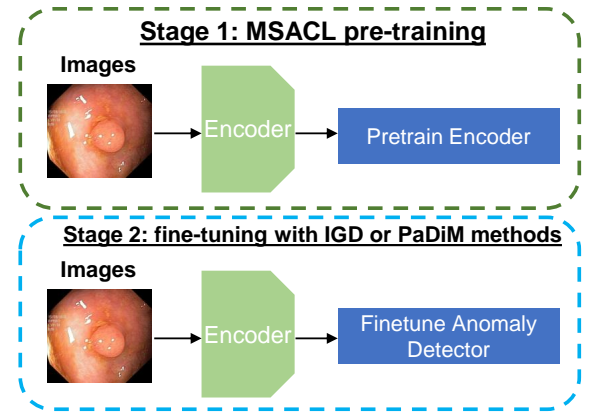 Stage 1: MSACL pre-training
Images
Encoder
Pretrain Encoder
Stage 2: fine-tuning with IGD or PaDiM methods
Images
Encoder
Finetune Anomaly
Detector